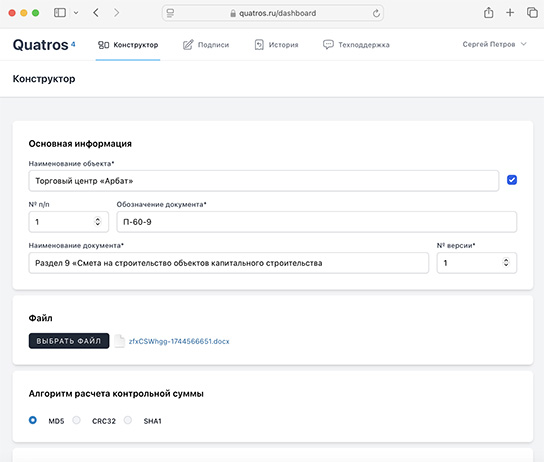 quatros.ru/dashboard
Quatros 4 Конструктор Подписи История Техподдержка Сергей Петров
Конструктор
Основная информация
Наименование объекта*
Торговый центр «Арбат»
№ п/п Обозначение документа*
1 П-60-9
Наименование документа* № версии*
Раздел 9 «Смета на строительство объектов капитального строительства 1
Файл
ВЫБРАТЬ ФАЙЛ zfxCSWhgg-1744566651.docx
Алгоритм расчета контрольной суммы
MD5 CRC32 SHA1